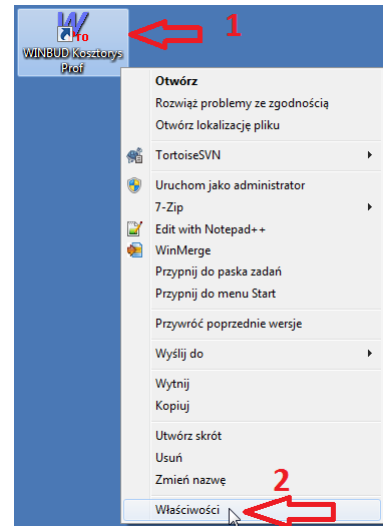 ro
1
WINBUD Kosztorys
Prof
Otwórz
Rozwiąż problemy ze zgodnością
Otwórz lokalizację pliku
TortoiseSVN
Uruchom jako administrator
7-Zip
Edit with Notepad++
WinMerge
Przypnij do paska zadań
Przypnij do menu Start
Przywróć poprzednie wersje
Wyślij do
Wytnij
Kopiuj
Utwórz skrót
Usuń
Zmień nazwę
2
Właściwości